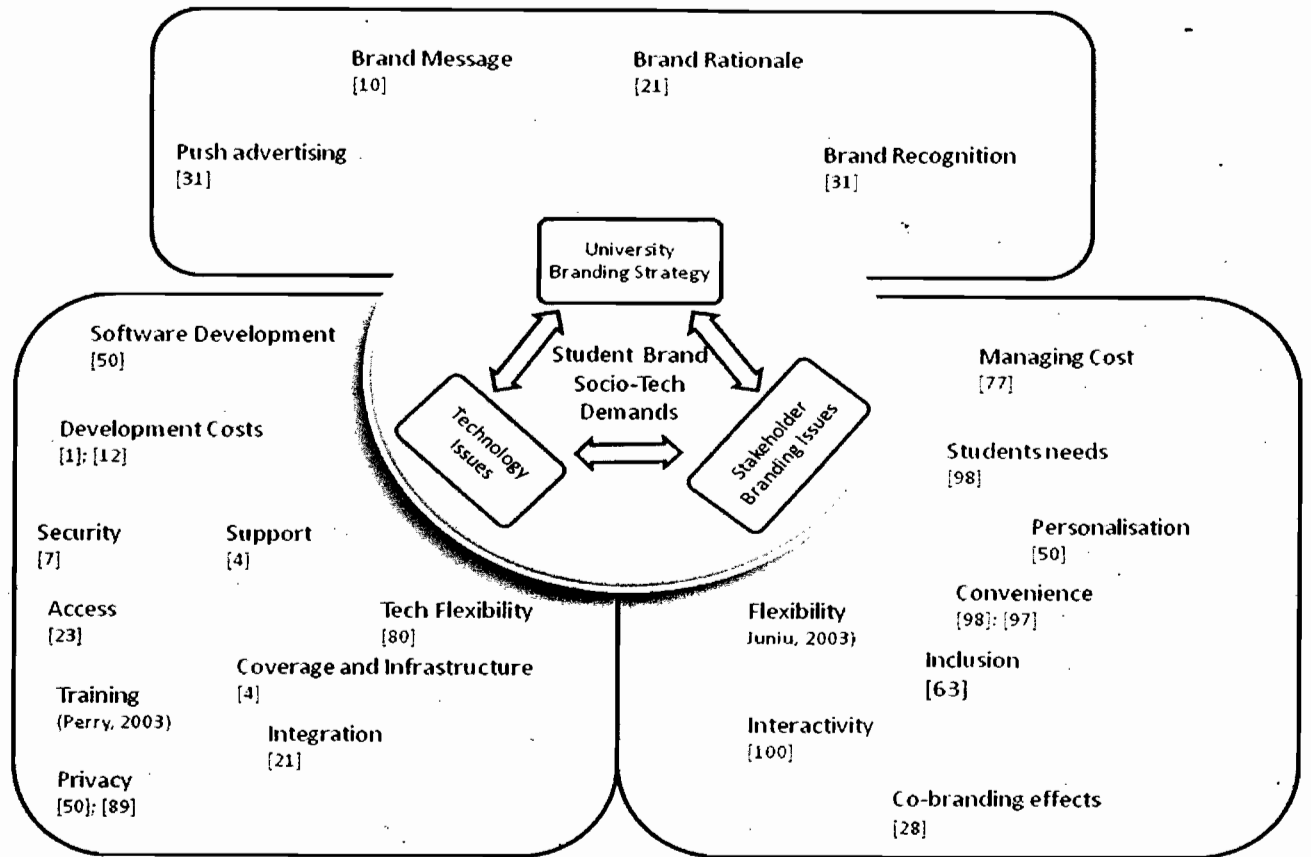 Brand Message
[10]
Brand Rationale
[21]
Push advertising
[31]
Brand Recognition
[31]
University
Branding Strategy
Student Brand
Socio-Tech
Demands
Technology
Issues
Stakeholder
Branding Issues
Software Development
[50]
Development Costs
[1]; [12]
Security
[7]
Support
[4]
Access
[23]
Tech Flexibility
[80]
Coverage and Infrastructure
[4]
Training
(Perry, 2003)
Integration
[21]
Privacy
[50]; [89]
Managing Cost
[77]
Students needs
[98]
Personalisation
[50]
Convenience
[98]; [97]
Flexibility
Juniu, 2003)
Inclusion
[63]
Interactivity
[100]
Co-branding effects
[28]